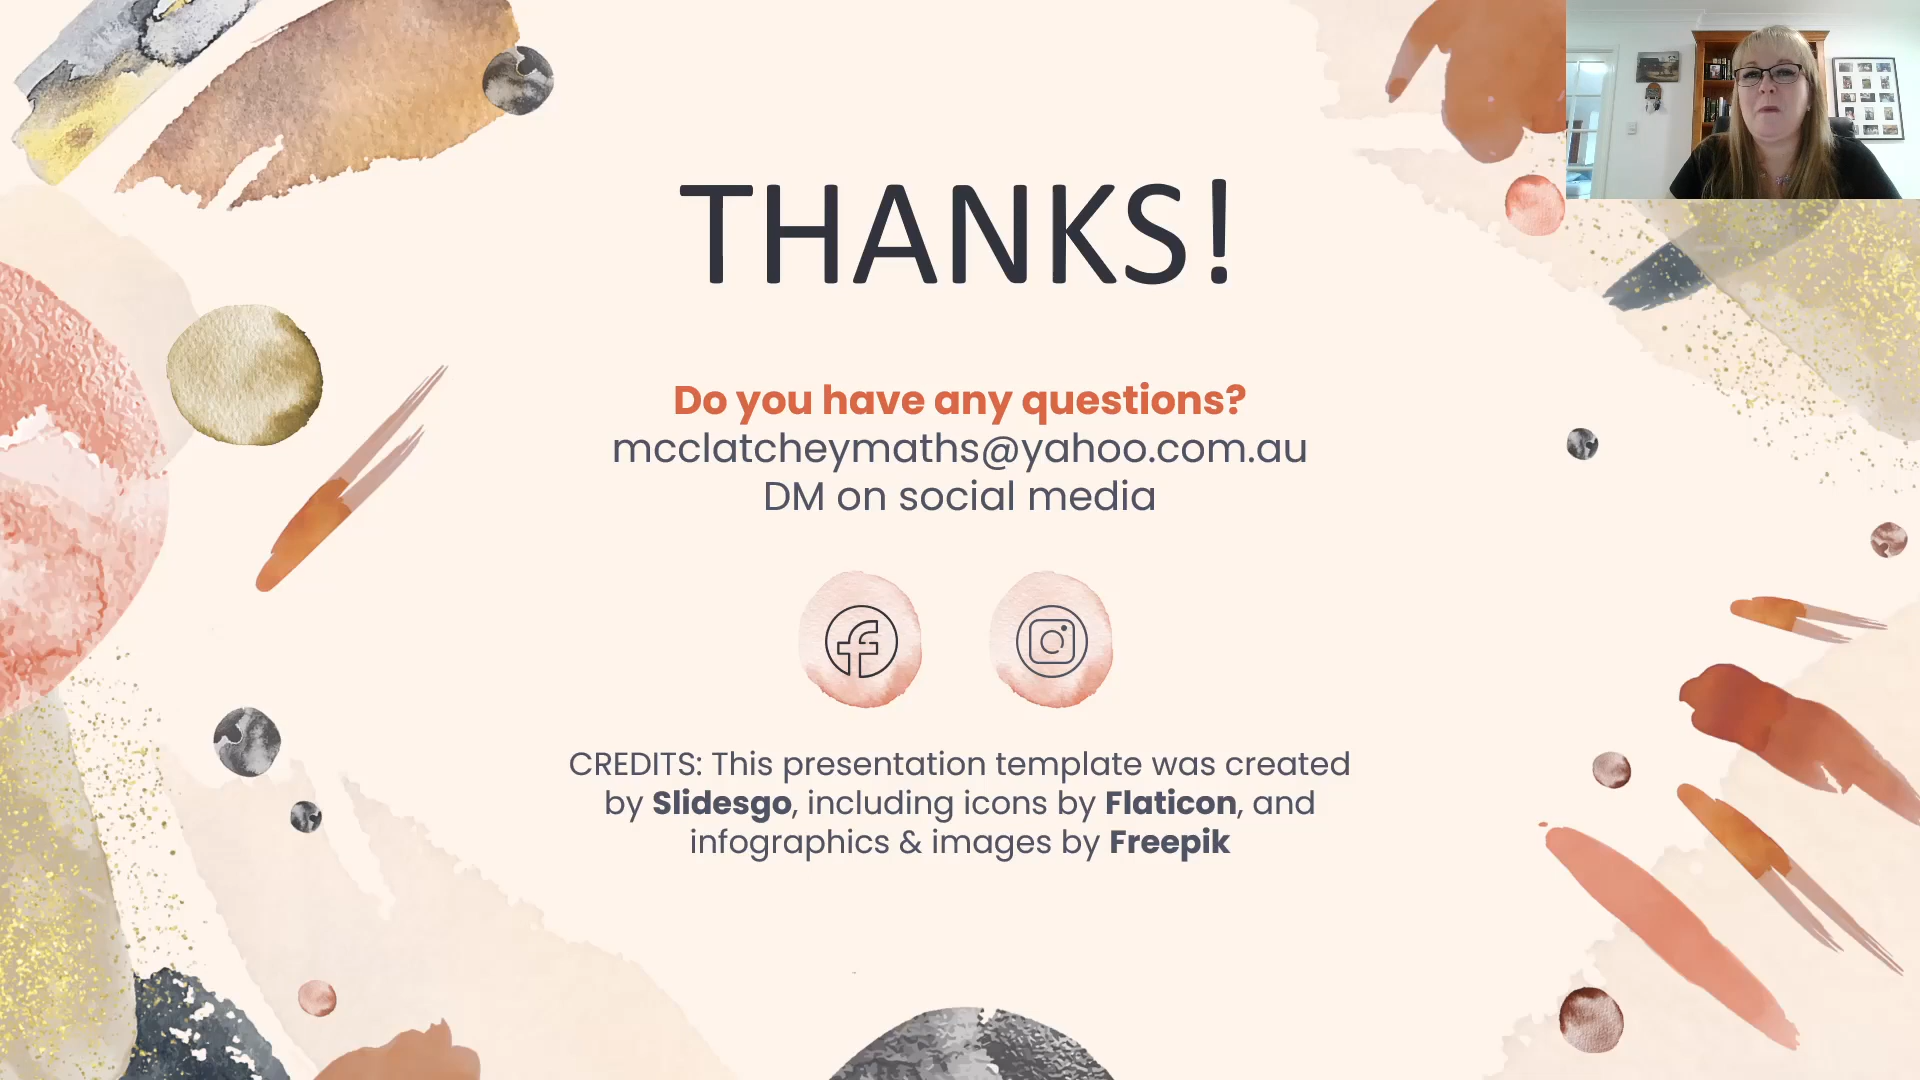 THANKS!
Do you have any questions?
mcclatcheymaths@yahoo.com.au
DM on social media
CREDITS: This presentation template was created
by Slidesgo, including icons by Flaticon, and
infographics & images by Freepik